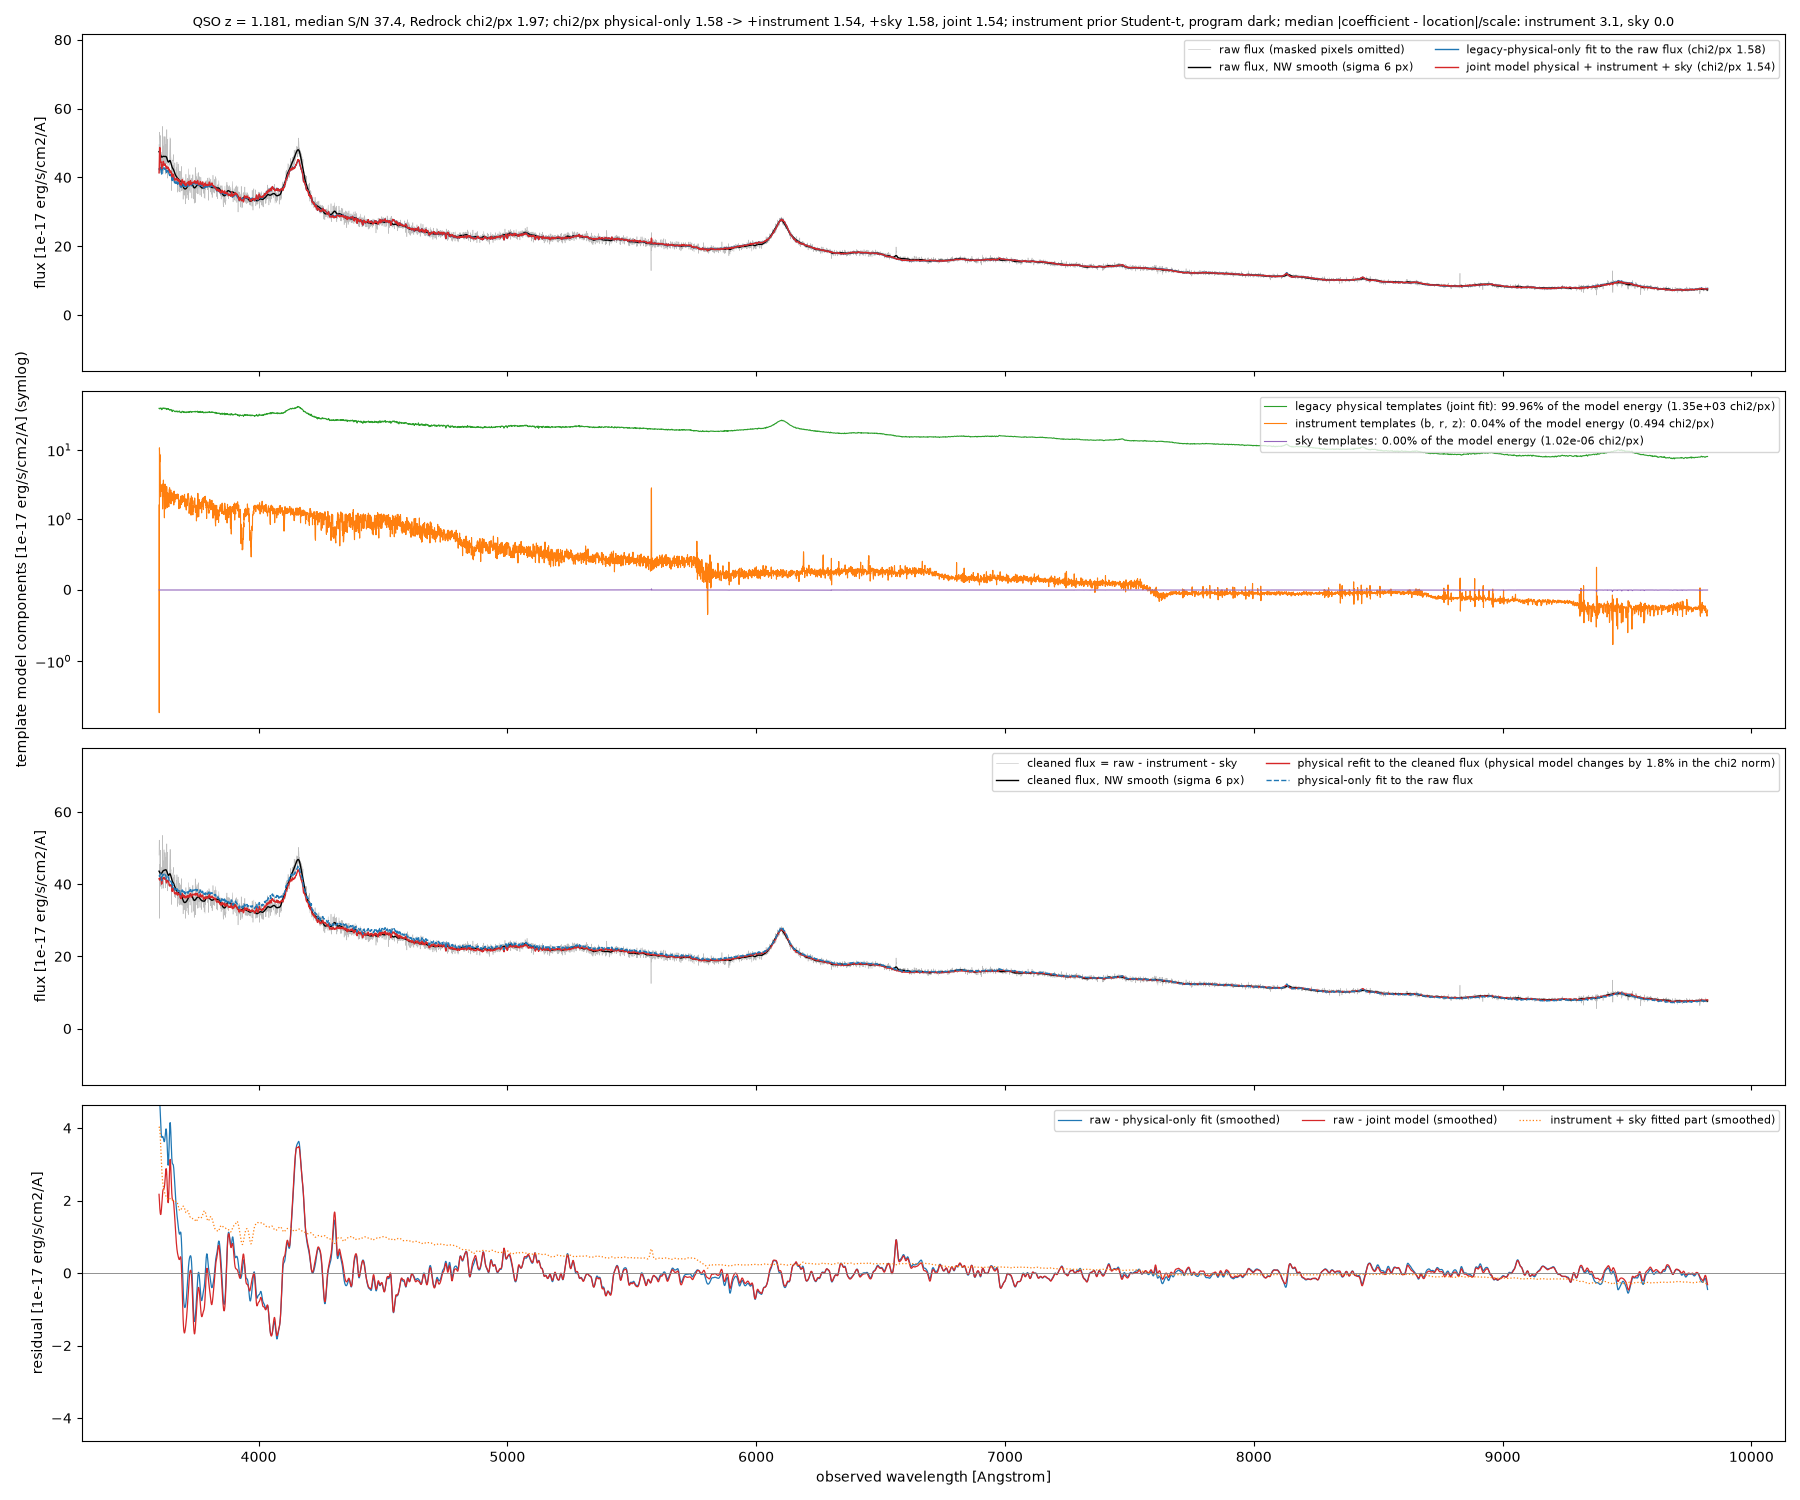 QSO z = 1.181, median S/N 37.4, Redrock chi2/px 1.97; chi2/px physical-only 1.58 -> +instrument 1.54, +sky 1.58, joint 1.54; instrument prior Student-t, program dark; median |coefficient - location|/scale: instrument 3.1, sky 0.0
raw flux (masked pixels omitted)
raw flux, NW smooth (sigma 6 px)
legacy-physical-only fit to the raw flux (chi2/px 1.58)
joint model physical + instrument + sky (chi2/px 1.54)
80
60
40
20
0
flux [1e-17 erg/s/cm2/A]
legacy physical templates (joint fit): 99.96% of the model energy (1.35e+03 chi2/px)
instrument templates (b, r, z): 0.04% of the model energy (0.494 chi2/px)
sky templates: 0.00% of the model energy (1.02e-06 chi2/px)
10¹
10⁰
0
−10⁰
template model components [1e-17 erg/s/cm2/A] (symlog)
cleaned flux = raw - instrument - sky
cleaned flux, NW smooth (sigma 6 px)
physical refit to the cleaned flux (physical model changes by 1.8% in the chi2 norm)
physical-only fit to the raw flux
60
40
20
0
flux [1e-17 erg/s/cm2/A]
raw - physical-only fit (smoothed)
raw - joint model (smoothed)
instrument + sky fitted part (smoothed)
4
2
0
−2
−4
residual [1e-17 erg/s/cm2/A]
4000
5000
6000
7000
8000
9000
10000
observed wavelength [Angstrom]